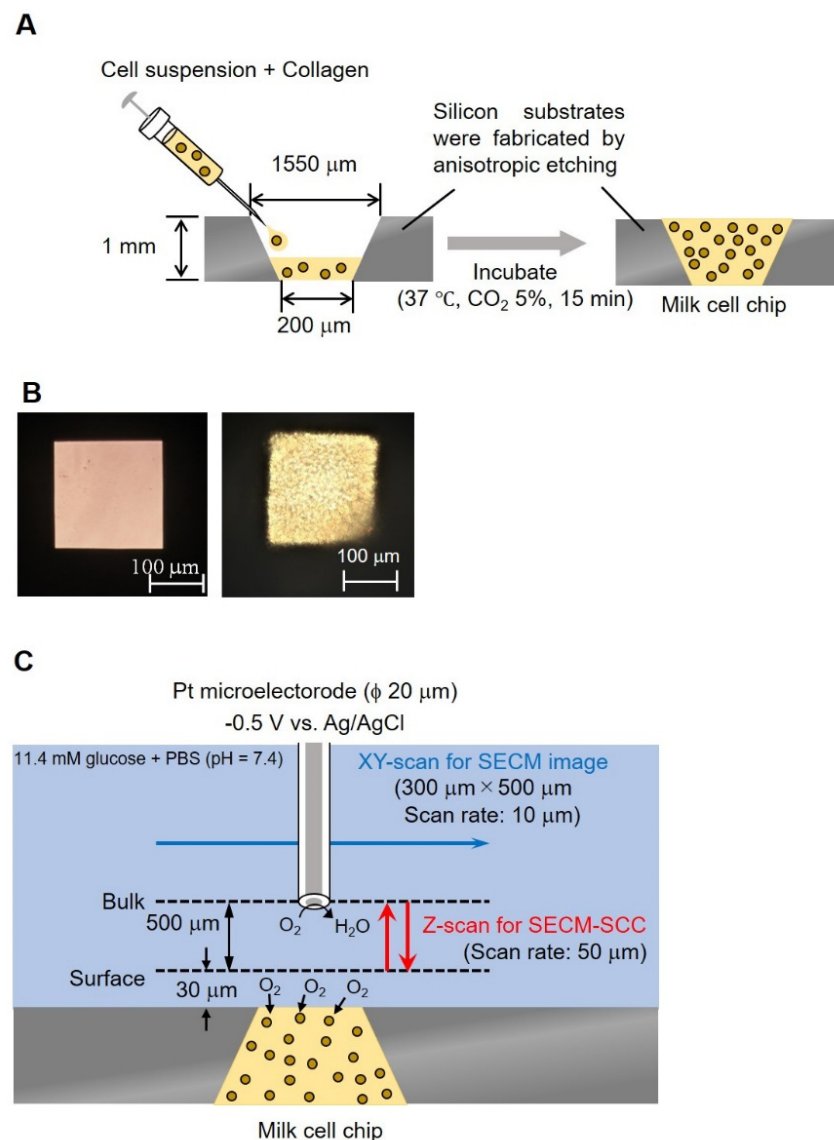 A
Cell suspension + Collagen
Silicon substrates
were fabricated by
anisotropic etching
1550 μm
1 mm
200 μm
Incubate
(37 ℃, CO₂ 5%, 15 min)
Milk cell chip
B
100 μm
100 μm
C
Pt microelectorode (ϕ 20 μm)
-0.5 V vs. Ag/AgCl
11.4 mM glucose + PBS (pH = 7.4)
XY-scan for SECM image
(300 μm × 500 μm
Scan rate: 10 μm)
Bulk
500 μm
O₂
H₂O
Z-scan for SECM-SCC
(Scan rate: 50 μm)
Surface
30 μm
O₂
O₂
O₂
Milk cell chip